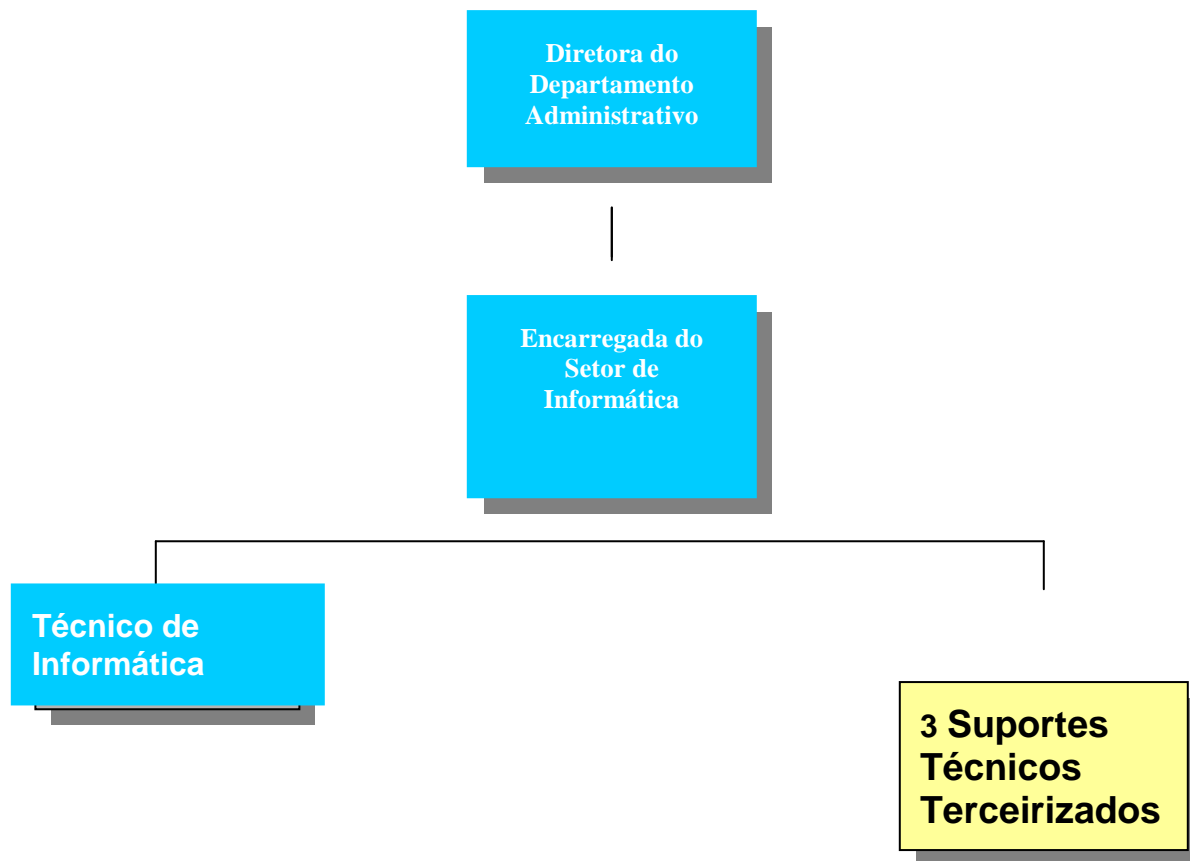 Diretora do
Departamento
Administrativo
Encarregada do
Setor de
Informática
Técnico de
Informática
3 Suportes
Técnicos
Terceirizados